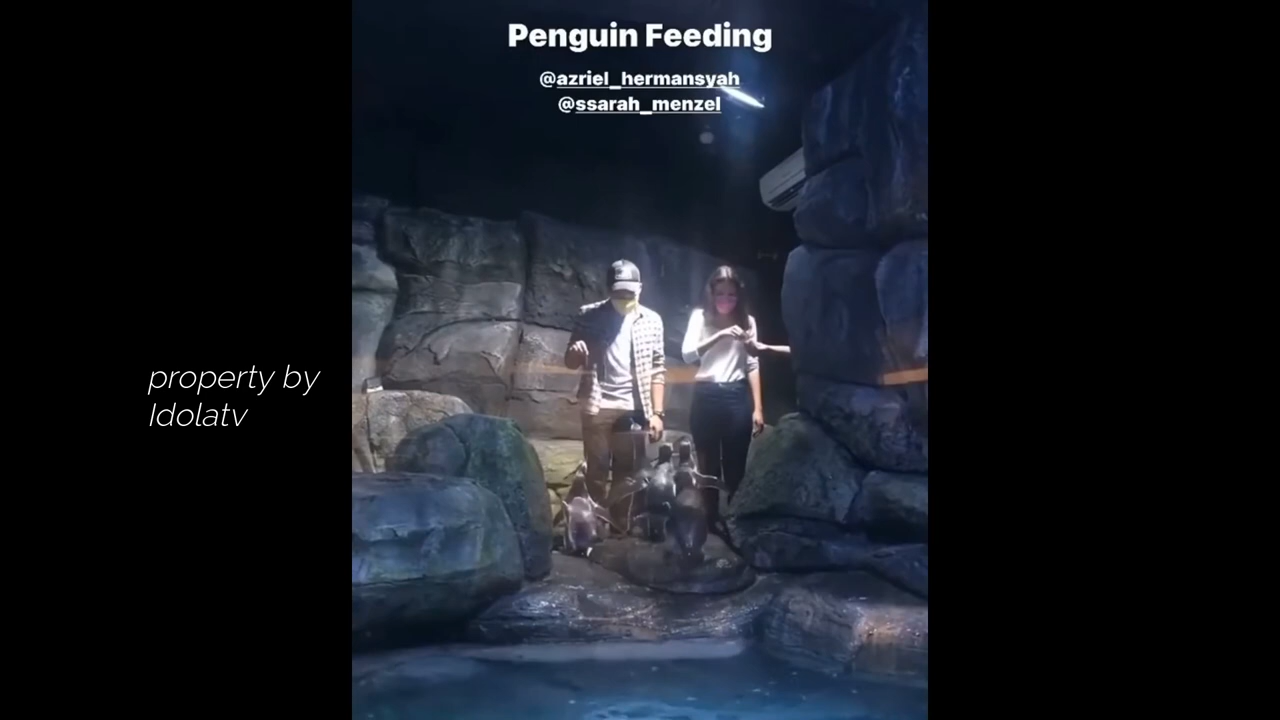 Penguin Feeding
@azriel_hermansyah
@ssarah_menzel
property by
Idolatv